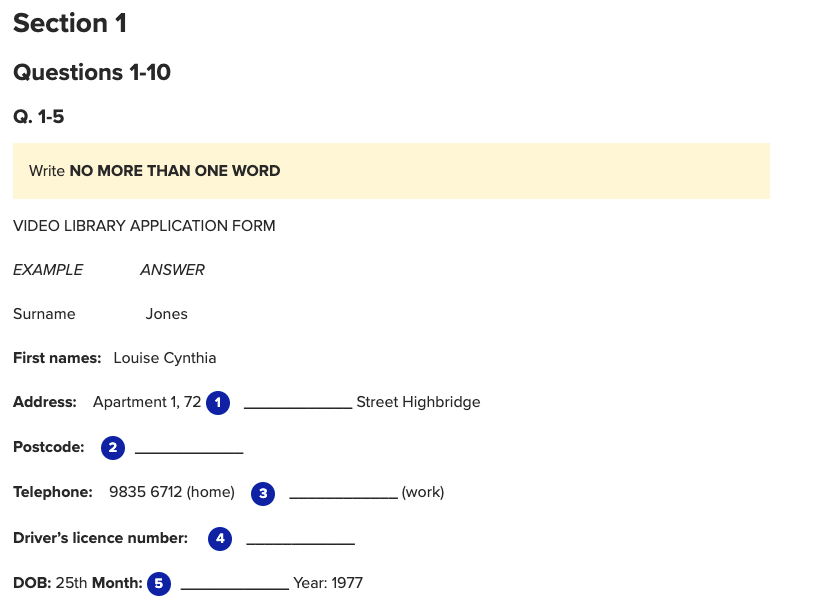 Section 1
Questions 1-10
Q. 1-5
Write NO MORE THAN ONE WORD
VIDEO LIBRARY APPLICATION FORM
EXAMPLE ANSWER
Surname Jones
First names: Louise Cynthia
Address: Apartment 1, 72 1 ____________ Street Highbridge
Postcode: 2 ____________
Telephone: 9835 6712 (home) 3 ____________ (work)
Driver's licence number: 4 ____________
DOB: 25th Month: 5 ____________ Year: 1977